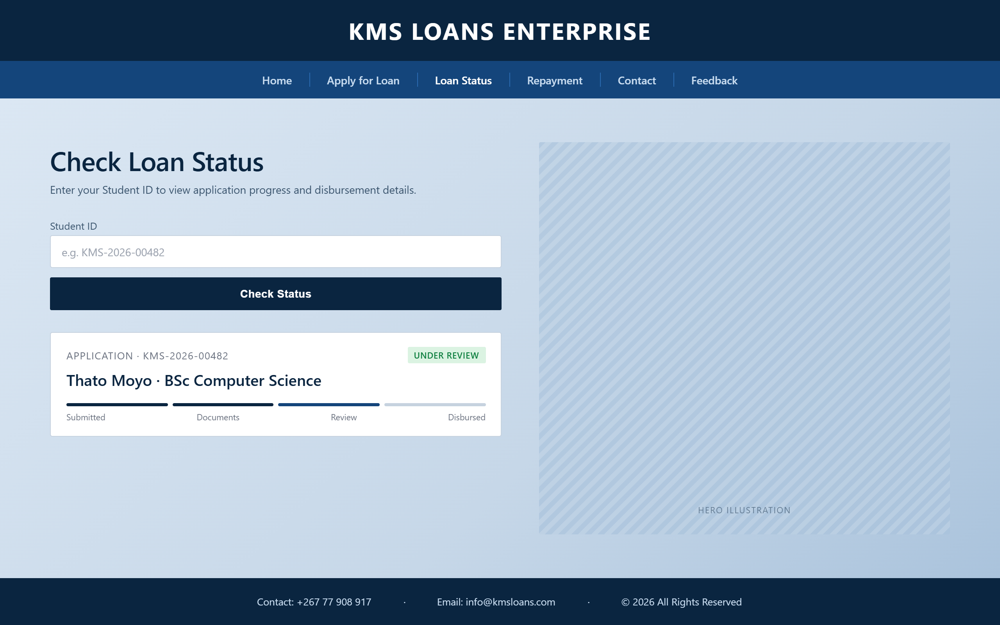 KMS LOANS ENTERPRISE
Home Apply for Loan Loan Status Repayment Contact Feedback
Check Loan Status
Enter your Student ID to view application progress and disbursement details.
Student ID
e.g. KMS-2026-00482
Check Status
APPLICATION · KMS-2026-00482 UNDER REVIEW
Thato Moyo · BSc Computer Science
Submitted Documents Review Disbursed
HERO ILLUSTRATION
Contact: +267 77 908 917 · Email: info@kmsloans.com · © 2026 All Rights Reserved